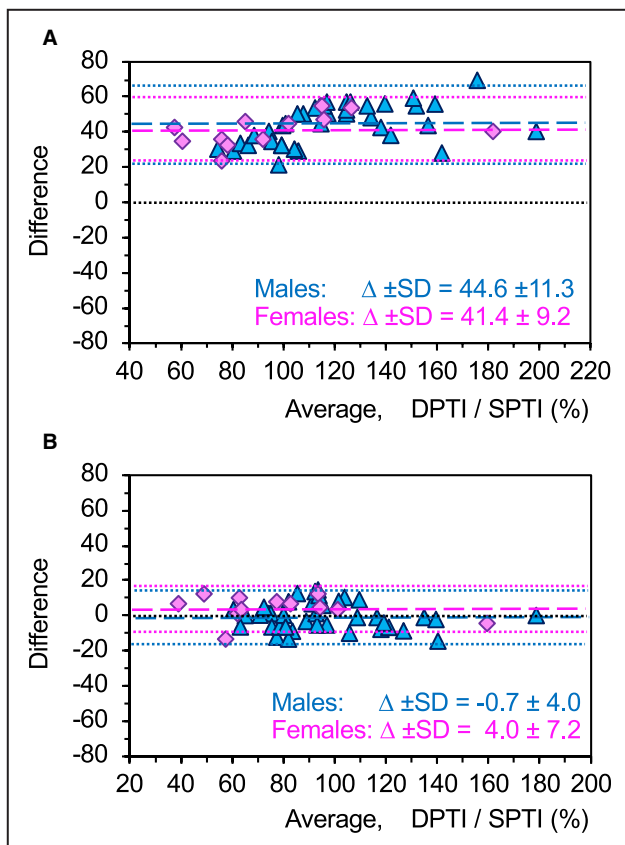 A
80
60
40
20
0
-20
-40
-60
-80
Difference
Males: Δ ±SD = 44.6 ±11.3
Females: Δ ±SD = 41.4 ± 9.2
40 60 80 100 120 140 160 180 200 220
Average, DPTI / SPTI (%)
B
80
60
40
20
0
-20
-40
-60
-80
Difference
Males: Δ ±SD = -0.7 ± 4.0
Females: Δ ±SD = 4.0 ± 7.2
20 40 60 80 100 120 140 160 180 200
Average, DPTI / SPTI (%)